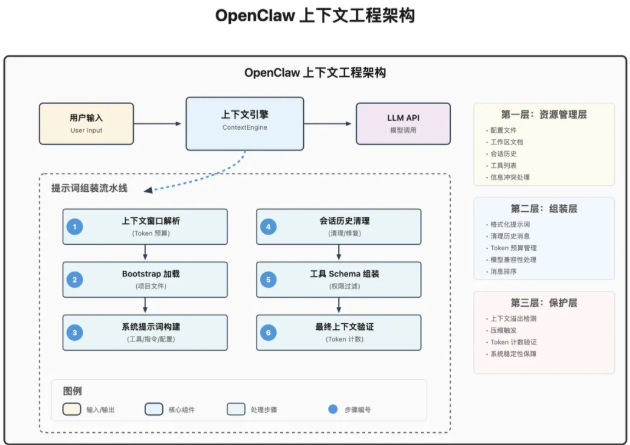 OpenClaw 上下文工程架构
OpenClaw 上下文工程架构
用户输入
User Input
上下文引擎
ContextEngine
LLM API
模型调用
提示词组装流水线
1
上下文窗口解析
(Token 预算)
2
Bootstrap 加载
(项目文件)
3
系统提示词构建
(工具/指令/配置)
4
会话历史清理
(清理/修复)
5
工具 Schema 组装
(权限过滤)
6
最终上下文验证
(Token 计数)
图例
输入/输出
核心组件
处理步骤
步骤编号
第一层：资源管理层
• 配置文件
• 工作区文档
• 会话历史
• 工具列表
• 信息冲突处理
第二层：组装层
• 格式化提示词
• 清理历史消息
• Token 预算管理
• 模型兼容性处理
• 消息排序
第三层：保护层
• 上下文溢出检测
• 压缩触发
• Token 计数验证
• 系统稳定性保障